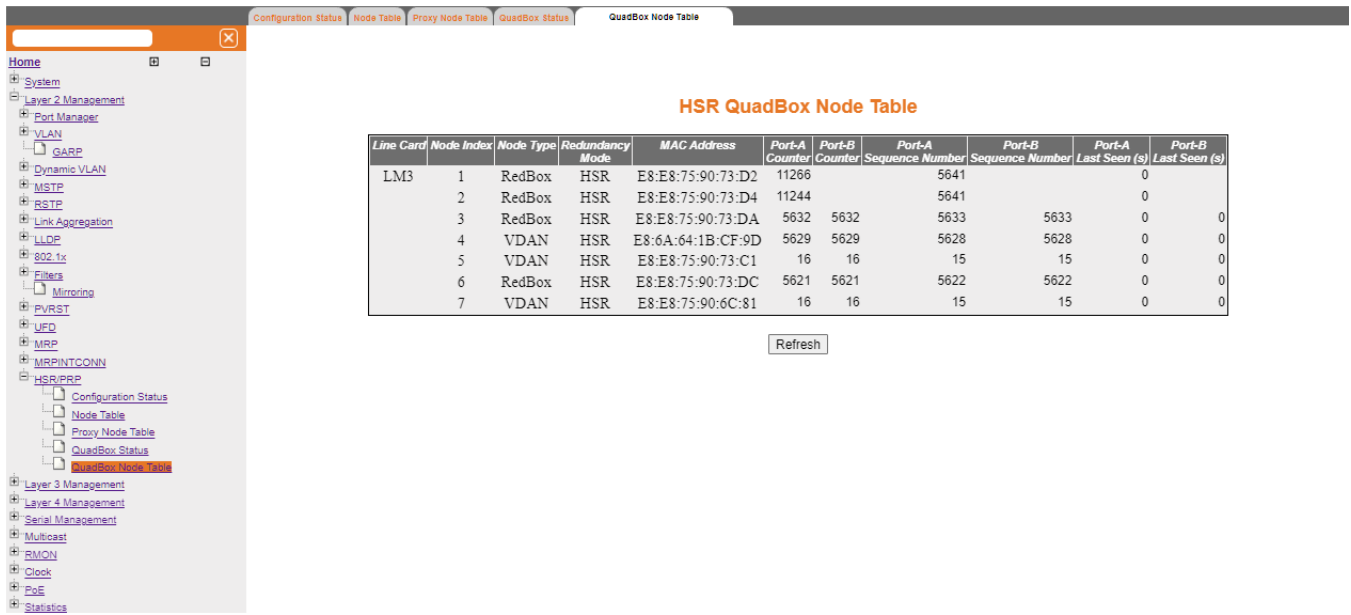 Configuration Status Node Table Proxy Node Table QuadBox Status QuadBox Node Table
Home
System
Layer 2 Management
Port Manager
VLAN
GARP
Dynamic VLAN
MSTP
RSTP
Link Aggregation
LLDP
802.1x
Filters
Mirroring
PVRST
UFD
MRP
MRPINTCONN
HSR/PRP
Configuration Status
Node Table
Proxy Node Table
QuadBox Status
QuadBox Node Table
Layer 3 Management
Layer 4 Management
Serial Management
Multicast
RMON
Clock
PoE
Statistics
HSR QuadBox Node Table
Line Card Node Index Node Type Redundancy Mode MAC Address Port-A Counter Port-B Counter Port-A Sequence Number Port-B Sequence Number Port-A Last Seen (s) Port-B Last Seen (s)
LM3 1 RedBox HSR E8:E8:75:90:73:D2 11266 5641 0
2 RedBox HSR E8:E8:75:90:73:D4 11244 5641 0
3 RedBox HSR E8:E8:75:90:73:DA 5632 5632 5633 5633 0 0
4 VDAN HSR E8:6A:64:1B:CF:9D 5629 5629 5628 5628 0 0
5 VDAN HSR E8:E8:75:90:73:C1 16 16 15 15 0 0
6 RedBox HSR E8:E8:75:90:73:DC 5621 5621 5622 5622 0 0
7 VDAN HSR E8:E8:75:90:6C:81 16 16 15 15 0 0
Refresh